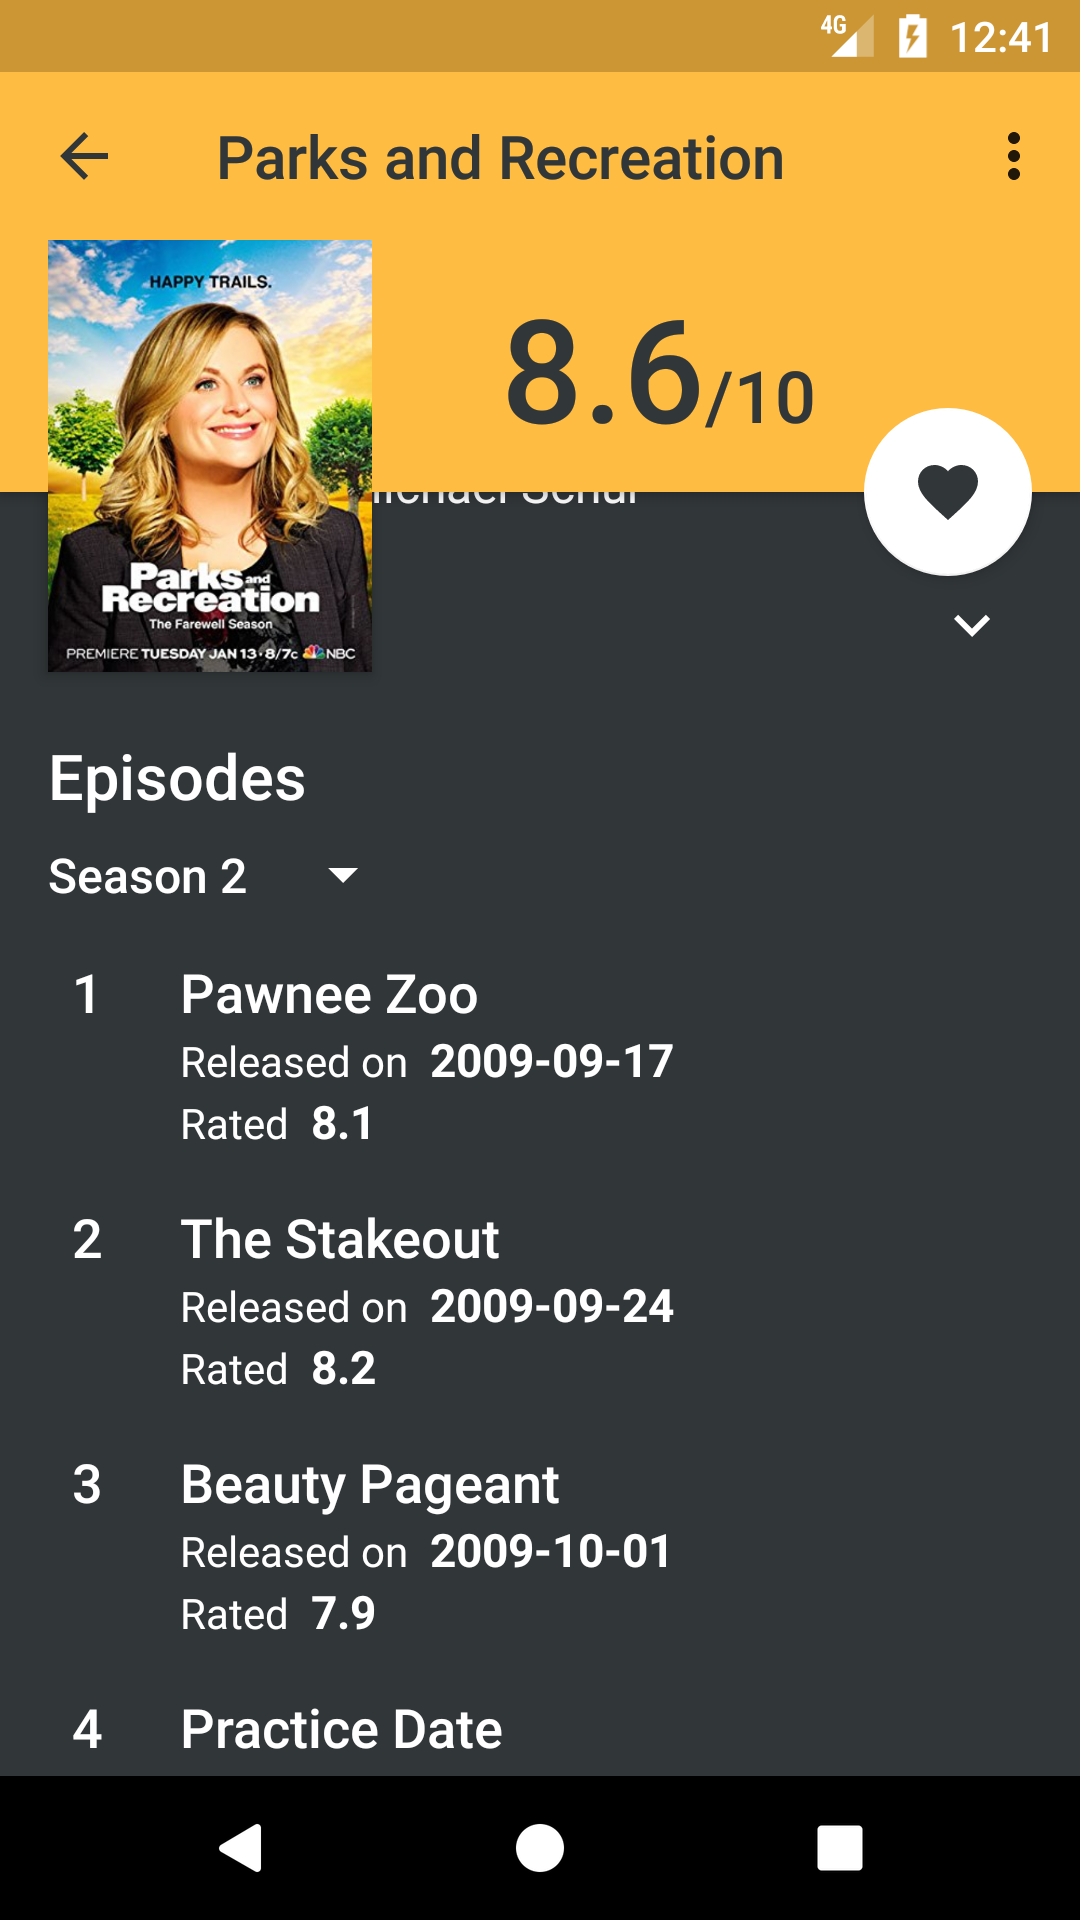 4G 12:41
Parks and Recreation
HAPPY TRAILS.
8.6/10
Schur
Parks and
Recreation
The Farewell Season
PREMIERE TUESDAY JAN 13 · 8/7c NBC
Episodes
Season 2
1 Pawnee Zoo
Released on 2009-09-17
Rated 8.1
2 The Stakeout
Released on 2009-09-24
Rated 8.2
3 Beauty Pageant
Released on 2009-10-01
Rated 7.9
4 Practice Date